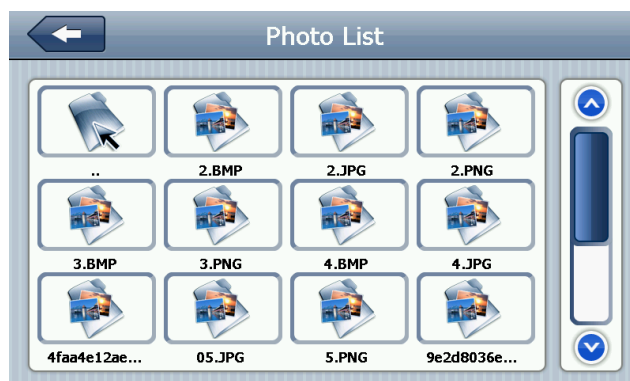 Photo List
..
2.BMP
2.JPG
2.PNG
3.BMP
3.PNG
4.BMP
4.JPG
4faa4e12ae...
05.JPG
5.PNG
9e2d8036e...